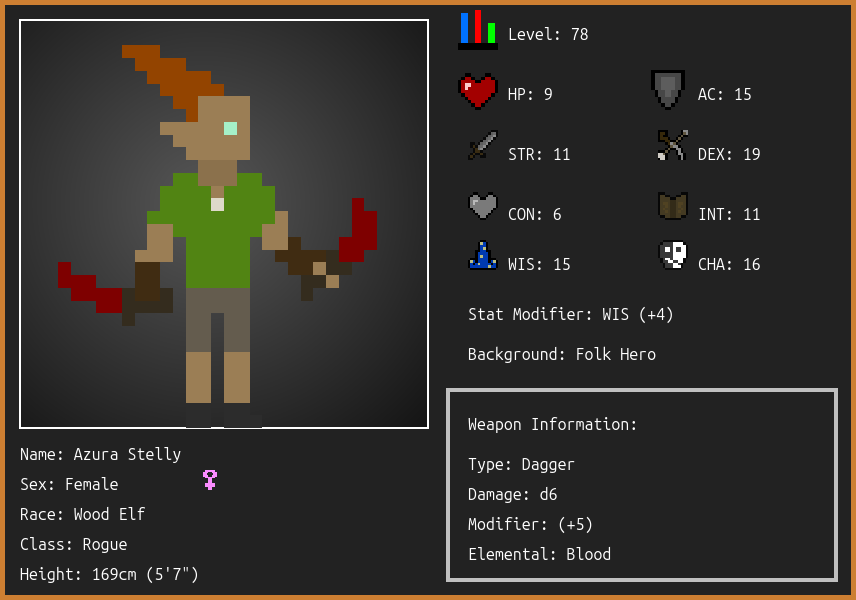 Level: 78
HP: 9
AC: 15
STR: 11
DEX: 19
CON: 6
INT: 11
WIS: 15
CHA: 16
Stat Modifier: WIS (+4)
Background: Folk Hero
Weapon Information:
Type: Dagger
Damage: d6
Modifier: (+5)
Elemental: Blood
Name: Azura Stelly
Sex: Female
Race: Wood Elf
Class: Rogue
Height: 169cm (5'7")